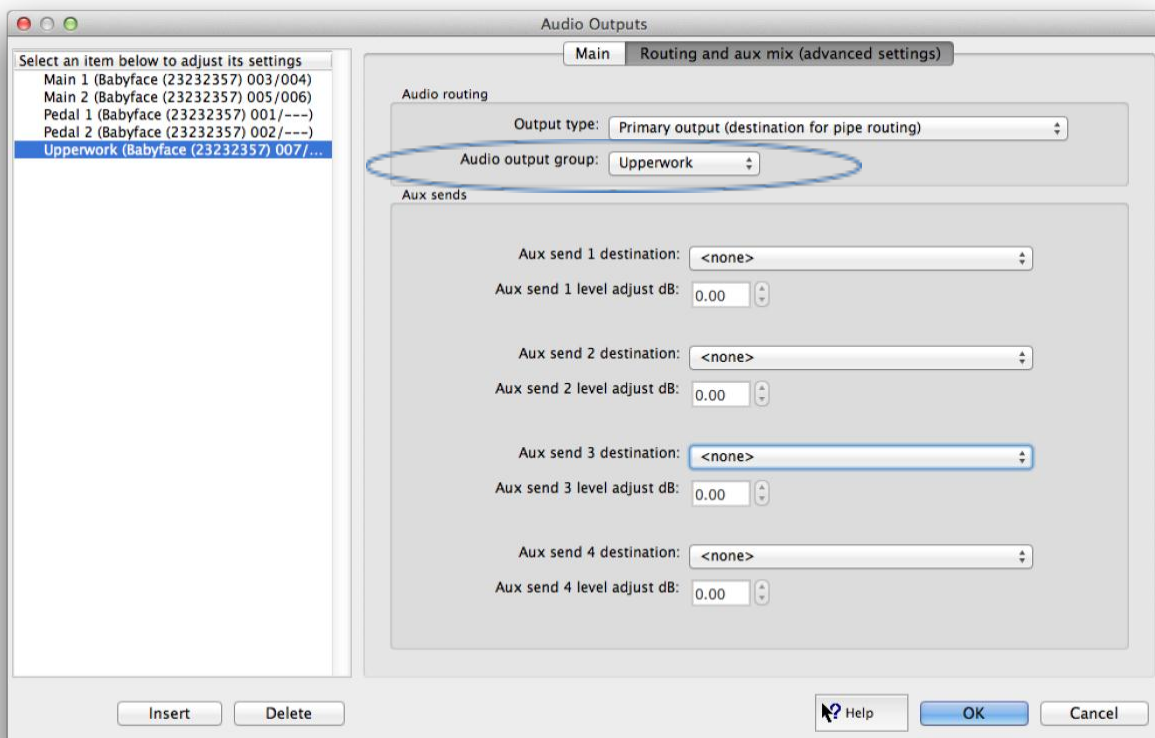 Audio Outputs
Select an item below to adjust its settings
Main 1 (Babyface (23232357) 003/004)
Main 2 (Babyface (23232357) 005/006)
Pedal 1 (Babyface (23232357) 001/---)
Pedal 2 (Babyface (23232357) 002/---)
Upperwork (Babyface (23232357) 007/...
Main Routing and aux mix (advanced settings)
Audio routing
Output type: Primary output (destination for pipe routing)
Audio output group: Upperwork
Aux sends
Aux send 1 destination: <none>
Aux send 1 level adjust dB: 0.00
Aux send 2 destination: <none>
Aux send 2 level adjust dB: 0.00
Aux send 3 destination: <none>
Aux send 3 level adjust dB: 0.00
Aux send 4 destination: <none>
Aux send 4 level adjust dB: 0.00
Insert Delete ? Help OK Cancel